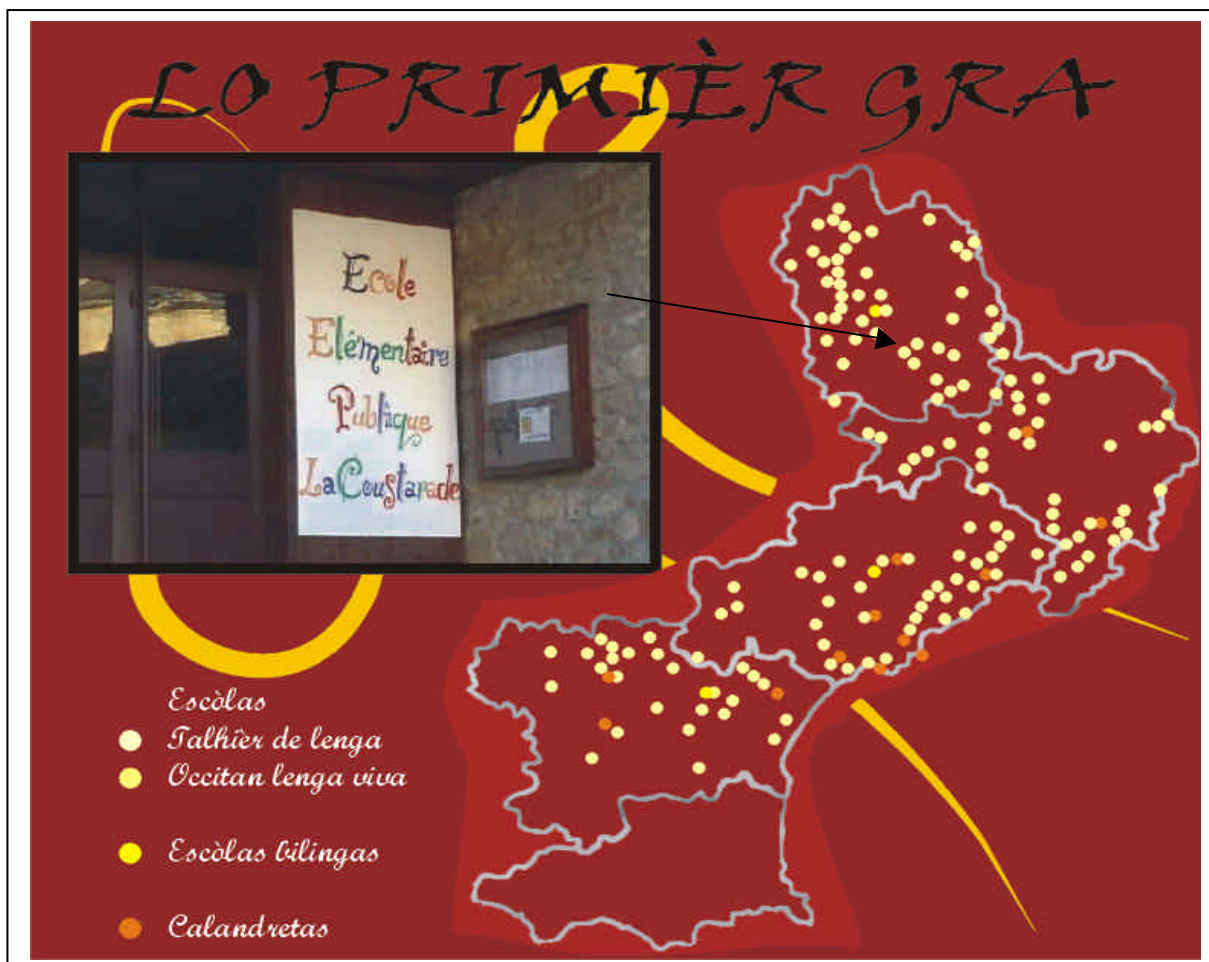 LO PRIMIÈR GRA
Ecole
Elémentaire
Publique
La Coustarade
Escòlas
Talhièr de lenga
Occitan lenga viva
Escòlas bilingas
Calandretas